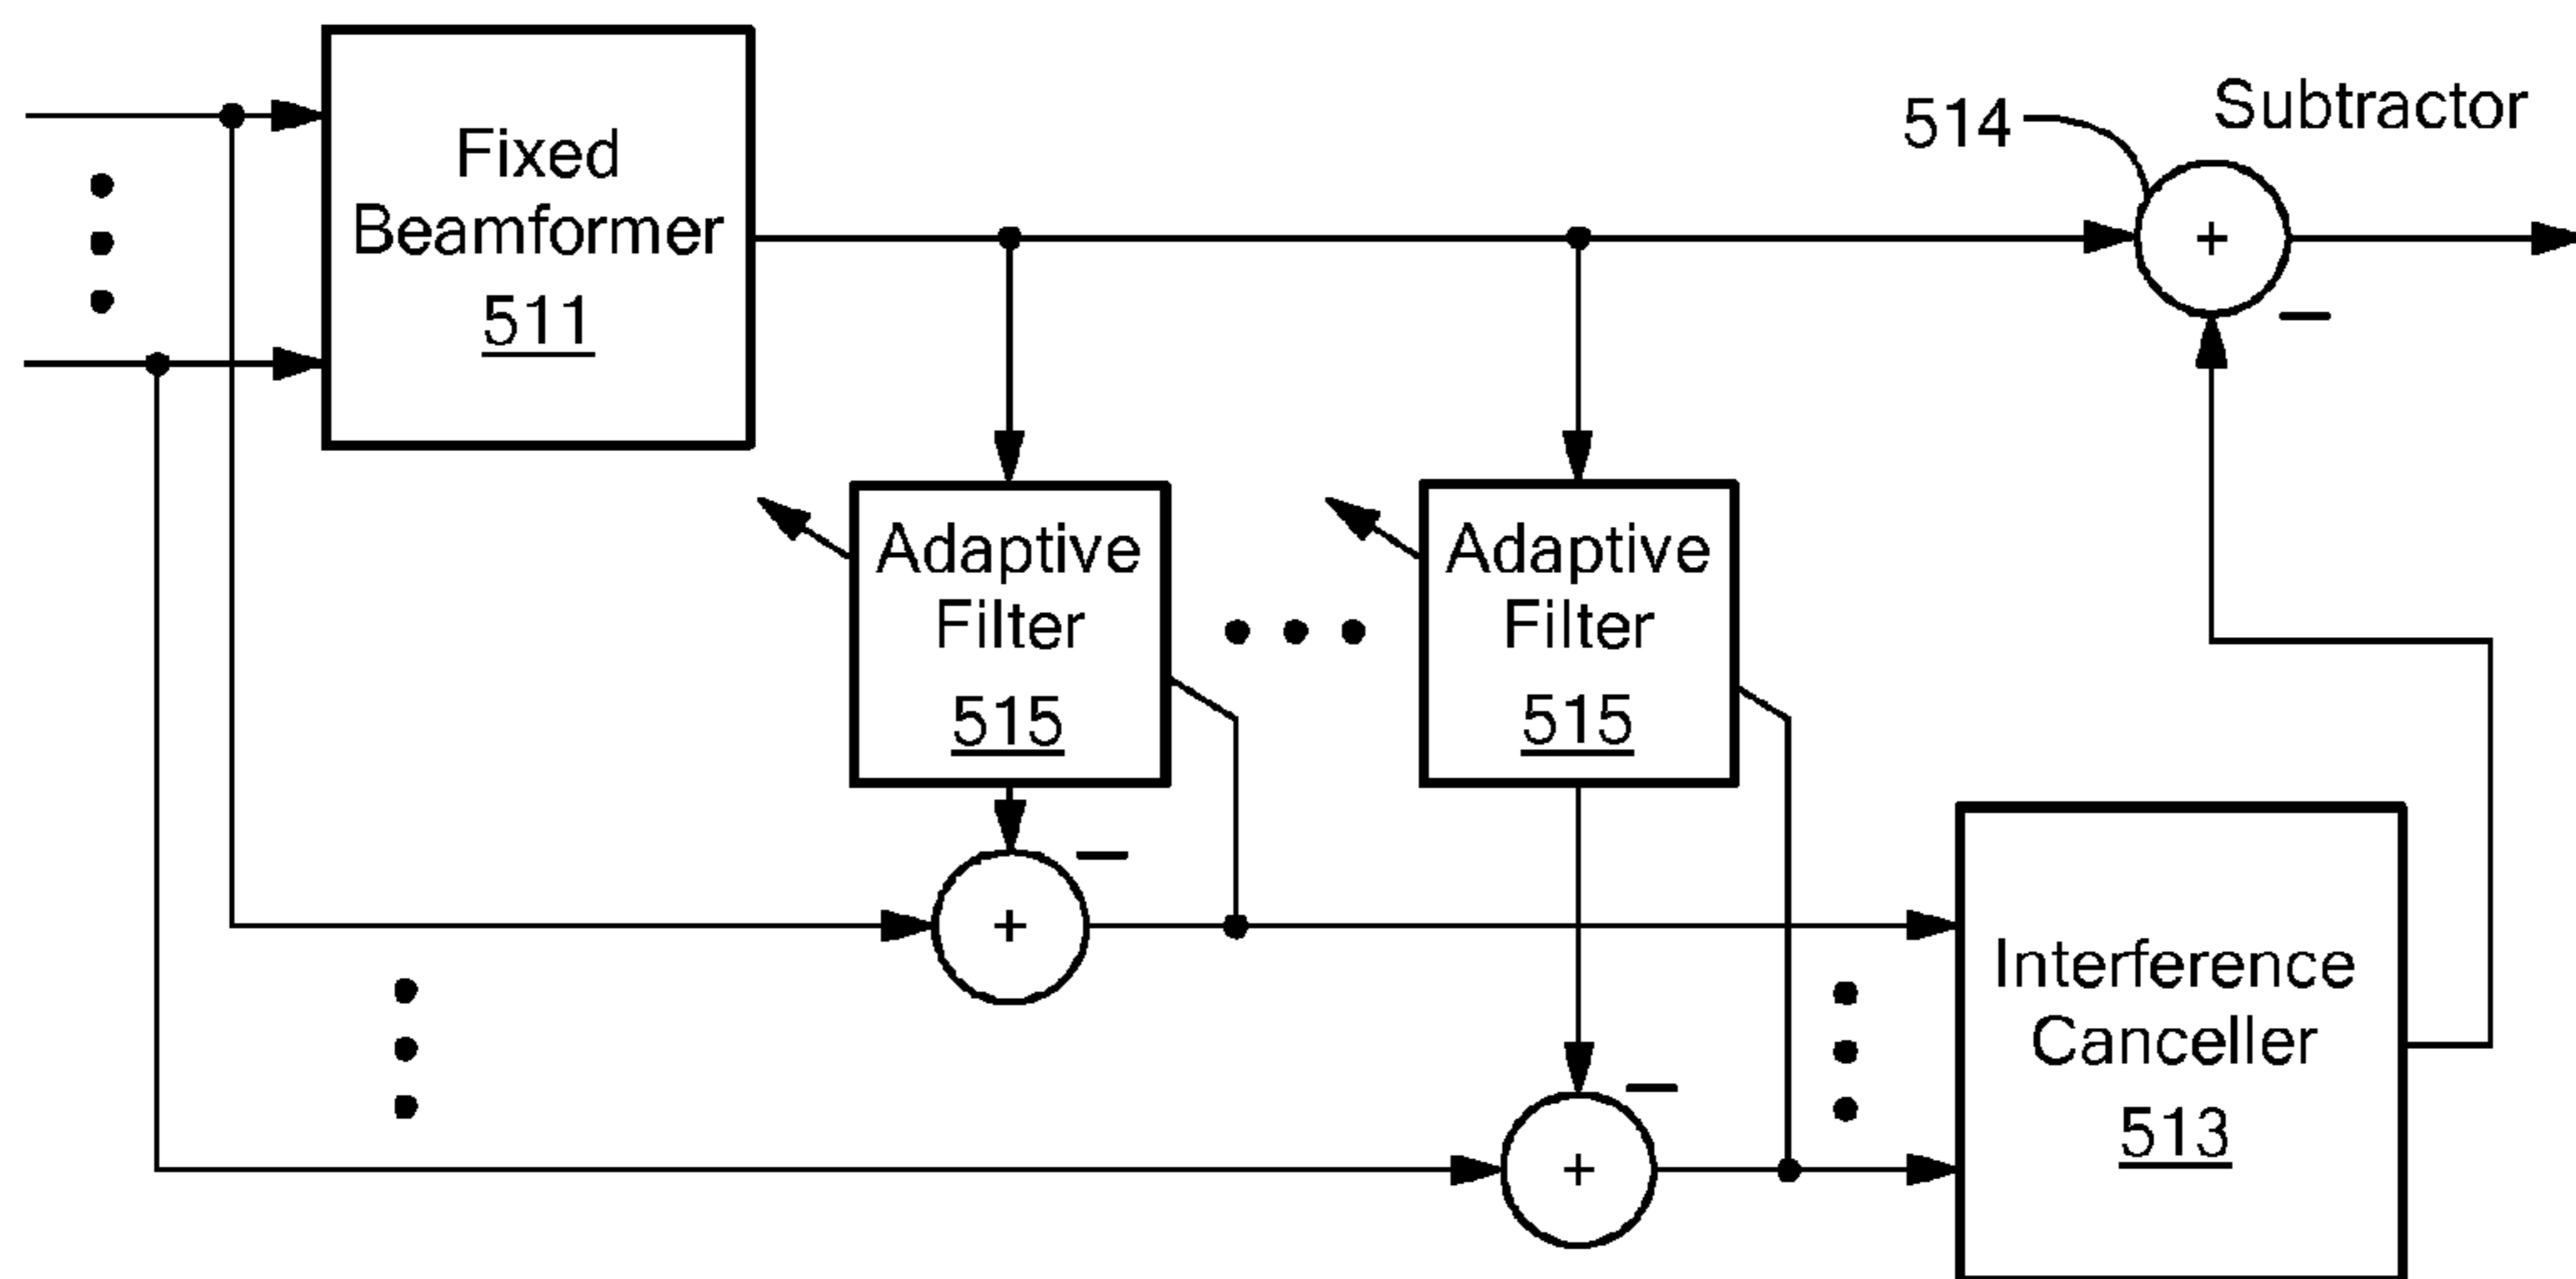 Fixed
Beamformer
511
514
Subtractor
+
−
Adaptive
Filter
515
Adaptive
Filter
515
−
+
−
+
Interference
Canceller
513